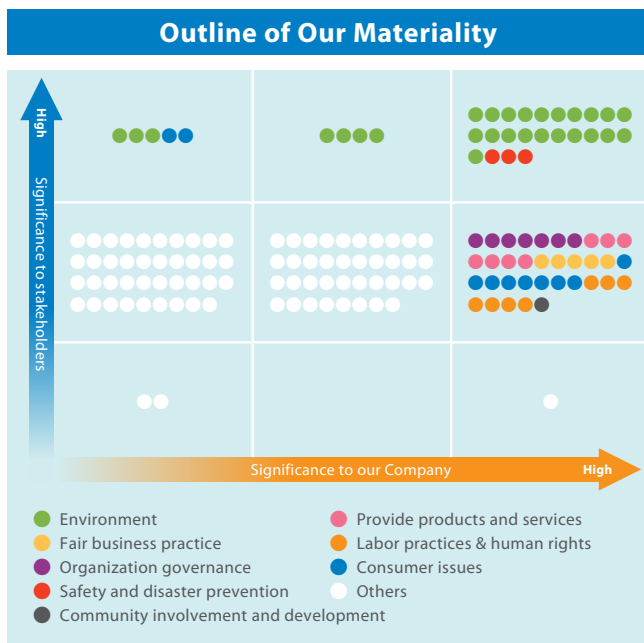 Outline of Our Materiality
High
Significance to stakeholders
Significance to our Company
High
Environment
Fair business practice
Organization governance
Safety and disaster prevention
Community involvement and development
Provide products and services
Labor practices & human rights
Consumer issues
Others